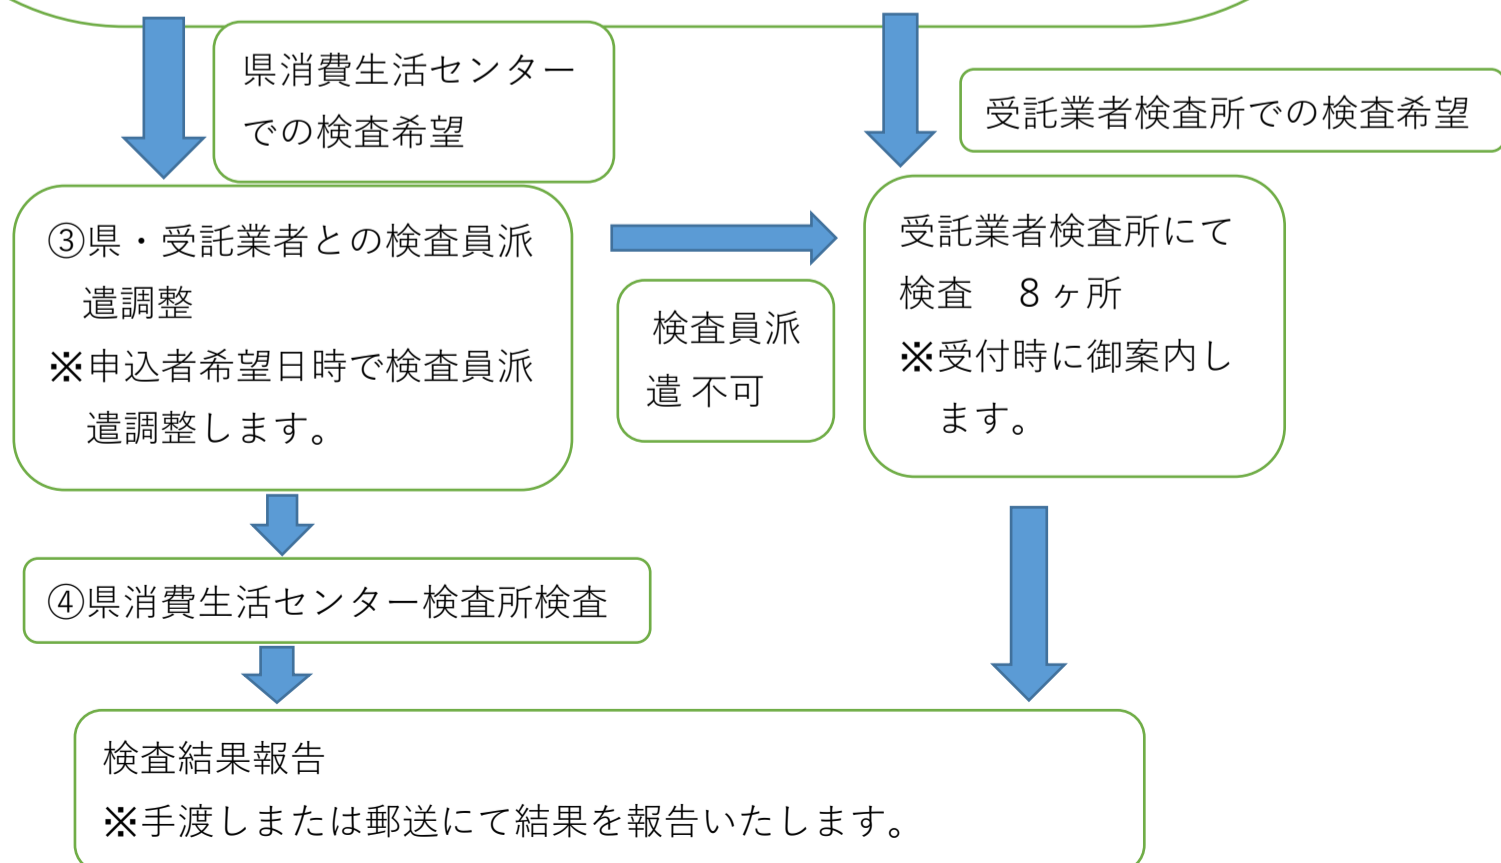 県消費生活センター
での検査希望
受託業者検査所での検査希望
③県・受託業者との検査員派
遣調整
※申込者希望日時で検査員派
遣調整します。
検査員派
遣 不可
受託業者検査所にて
検査　８ヶ所
※受付時に御案内し
ます。
④県消費生活センター検査所検査
検査結果報告
※手渡しまたは郵送にて結果を報告いたします。